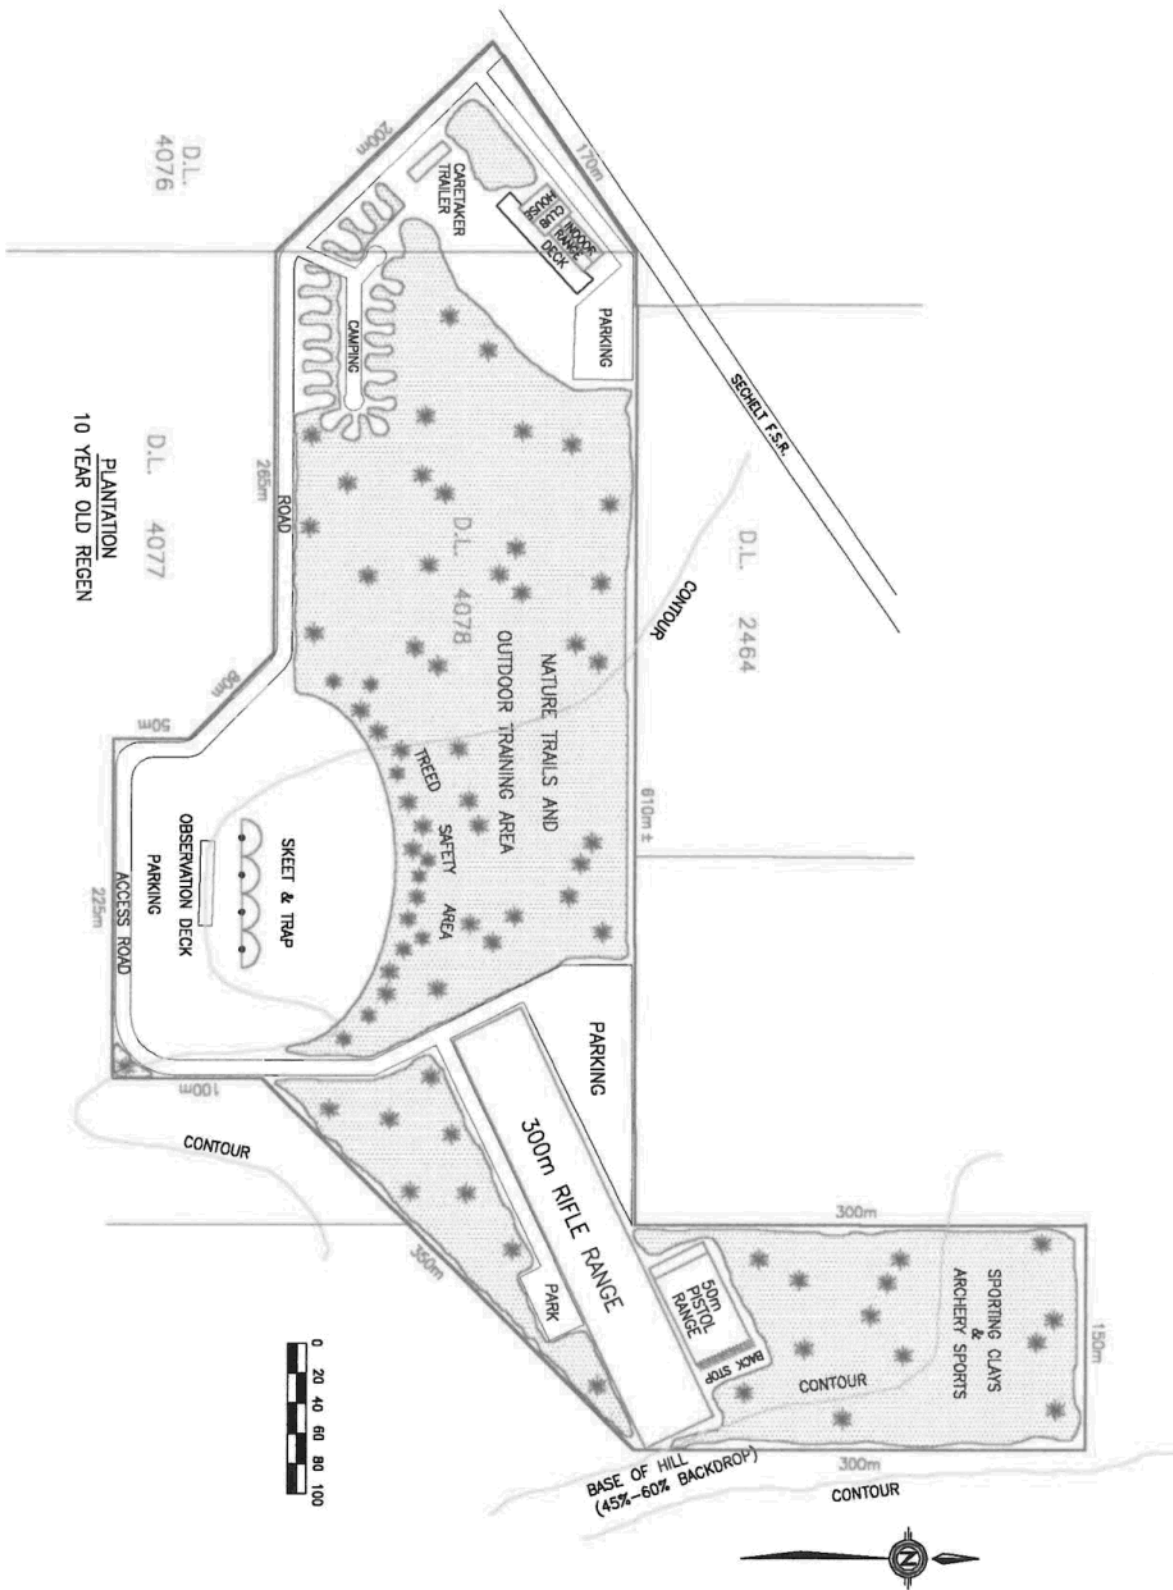 SECHELT F.S.R.
170m
200m
D.L.
4076
CARETAKER
TRAILER
CLUB
HOUSE
INDOOR
RANGE
DECK
PARKING
CAMPING
ROAD
265m
D.L. 4077
PLANTATION
10 YEAR OLD REGEN
D.L. 4078
NATURE TRAILS AND
OUTDOOR TRAINING AREA
CONTOUR
D.L. 2464
610m ±
80m
50m
TREED SAFETY AREA
SKEET & TRAP
OBSERVATION DECK
PARKING
ACCESS ROAD
225m
100m
CONTOUR
PARKING
300m RIFLE RANGE
PARK
350m
50m
PISTOL
RANGE
BACK STOP
300m
SPORTING CLAYS
&
ARCHERY SPORTS
150m
CONTOUR
300m
CONTOUR
BASE OF HILL
(45%-60% BACKDROP)
0 20 40 60 80 100
N